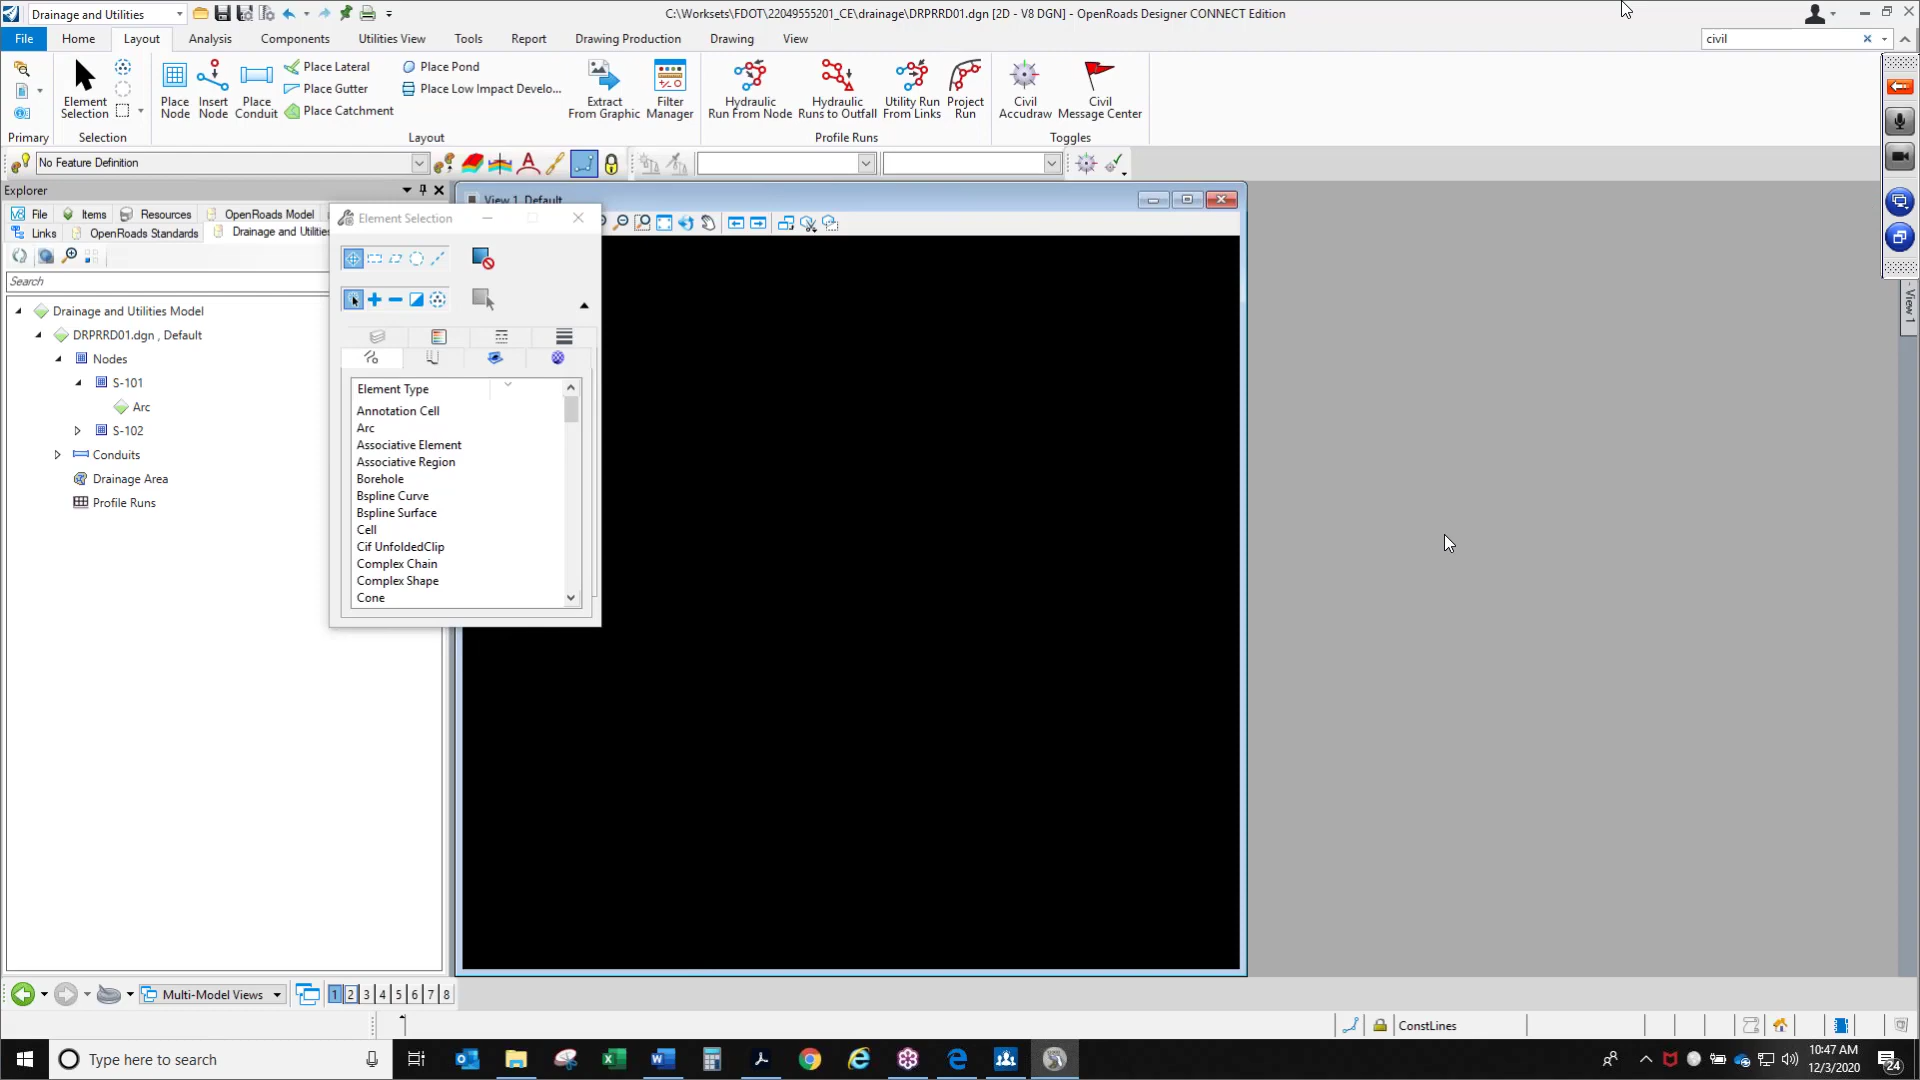 Drainage and Utilities
C:\Worksets\FDOT\22049555201_CE\drainage\DRPRRD01.dgn [2D - V8 DGN] - OpenRoads Designer CONNECT Edition
File Home Layout Analysis Components Utilities View Tools Report Drawing Production Drawing View
civil
Element Selection
Place Node
Insert Node
Place Conduit
Place Lateral
Place Gutter
Place Catchment
Place Pond
Place Low Impact Develo...
Extract From Graphic
Filter Manager
Hydraulic Run From Node
Hydraulic Runs to Outfall
Utility Run From Links
Project Run
Civil Accudraw
Civil Message Center
Primary Selection Layout Profile Runs Toggles
No Feature Definition
Explorer
File Items Resources OpenRoads Model
Links OpenRoads Standards Drainage and Utilities
Search
Drainage and Utilities Model
DRPRRD01.dgn , Default
Nodes
S-101
Arc
S-102
Conduits
Drainage Area
Profile Runs
View 1, Default
Element Selection
Element Type
Annotation Cell
Arc
Associative Element
Associative Region
Borehole
Bspline Curve
Bspline Surface
Cell
Cif UnfoldedClip
Complex Chain
Complex Shape
Cone
View 1
Multi-Model Views
1 2 3 4 5 6 7 8
ConstLines
Type here to search
10:47 AM
12/3/2020
24